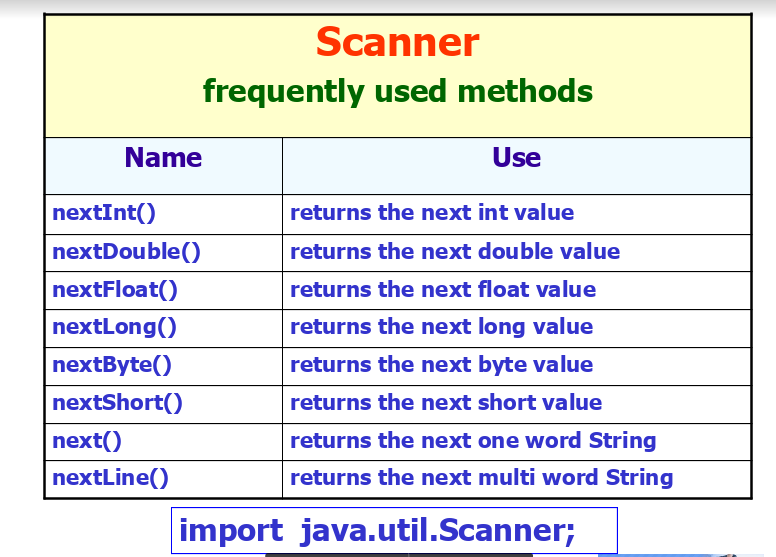 Scanner
frequently used methods
Name Use
nextInt() returns the next int value
nextDouble() returns the next double value
nextFloat() returns the next float value
nextLong() returns the next long value
nextByte() returns the next byte value
nextShort() returns the next short value
next() returns the next one word String
nextLine() returns the next multi word String
import java.util.Scanner;